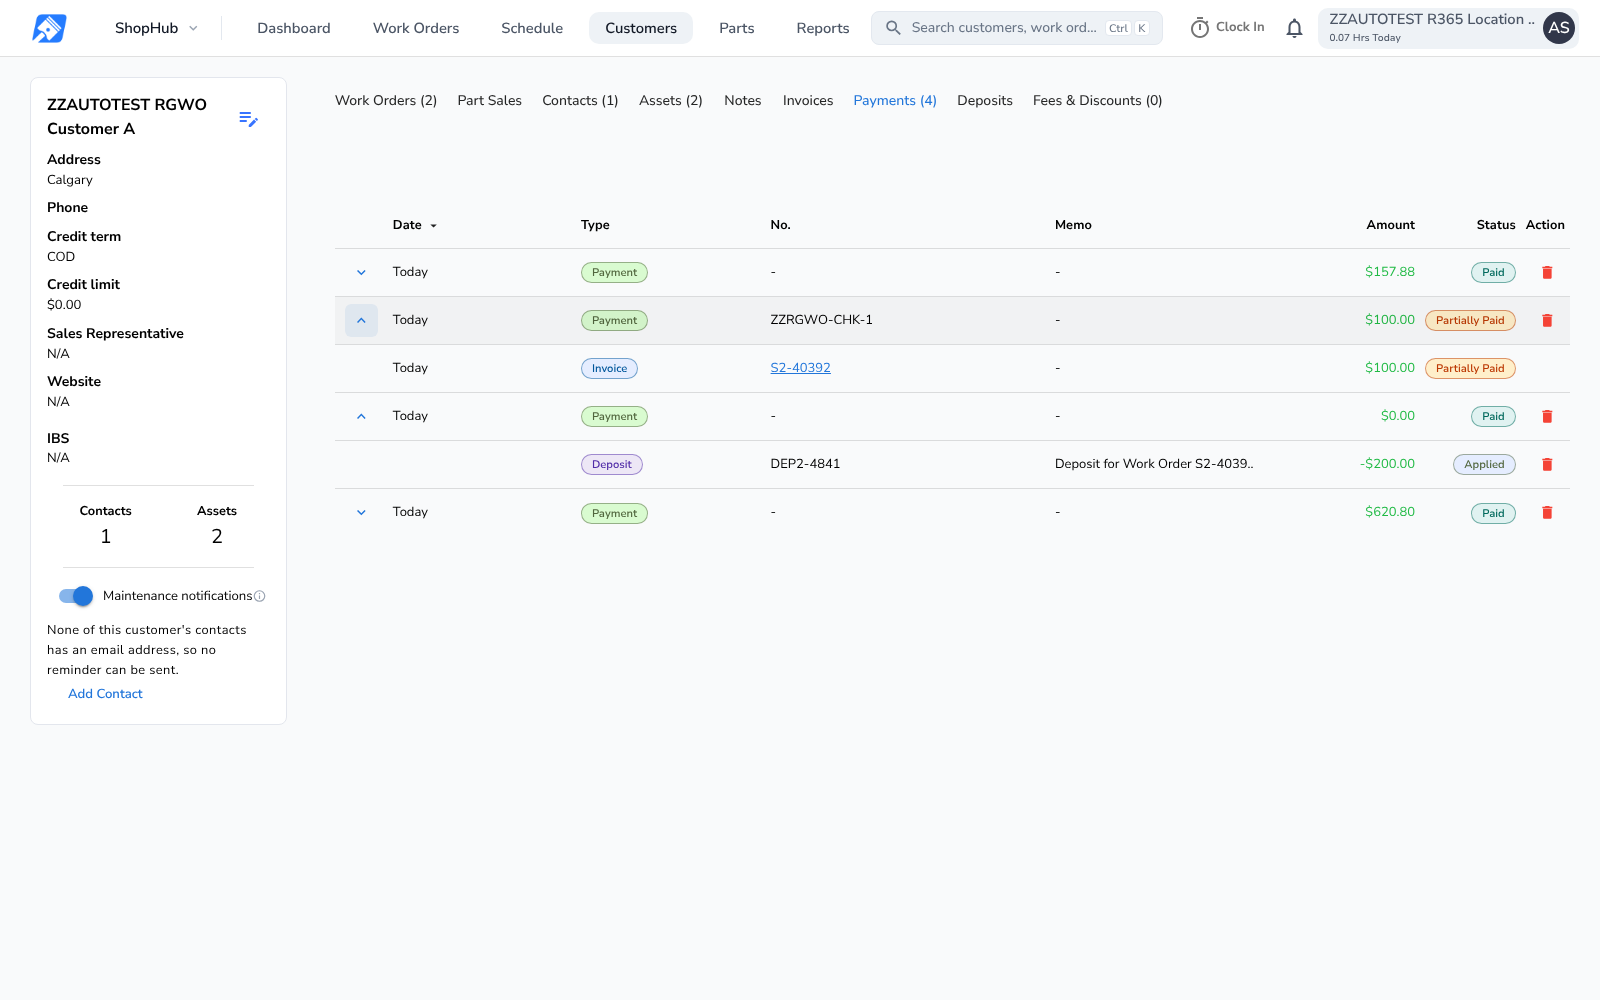 ShopHub
Dashboard
Work Orders
Schedule
Customers
Parts
Reports
Search customers, work ord... Ctrl K
Clock In
ZZAUTOTEST R365 Location ..
0.07 Hrs Today
AS
ZZAUTOTEST RGWO
Customer A
Address
Calgary
Phone
Credit term
COD
Credit limit
$0.00
Sales Representative
N/A
Website
N/A
IBS
N/A
Contacts Assets
1 2
Maintenance notifications
None of this customer's contacts
has an email address, so no
reminder can be sent.
Add Contact
Work Orders (2) Part Sales Contacts (1) Assets (2) Notes Invoices Payments (4) Deposits Fees & Discounts (0)
Date Type No. Memo Amount Status Action
Today Payment - - $157.88 Paid
Today Payment ZZRGWO-CHK-1 - $100.00 Partially Paid
Today Invoice S2-40392 - $100.00 Partially Paid
Today Payment - - $0.00 Paid
Deposit DEP2-4841 Deposit for Work Order S2-4039.. -$200.00 Applied
Today Payment - - $620.80 Paid